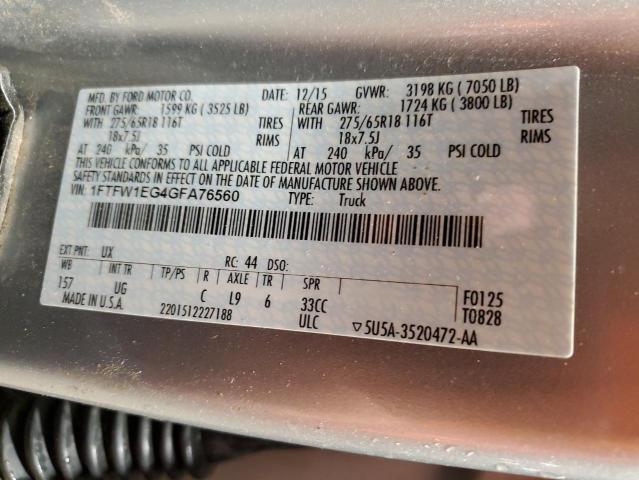 MFD. BY FORD MOTOR CO. DATE: 12/15 GVWR: 3198 KG ( 7050 LB)
FRONT GAWR: 1599 KG ( 3525 LB) REAR GAWR: 1724 KG ( 3800 LB)
WITH 275/65R18 116T TIRES WITH 275/65R18 116T TIRES
18x7.5J RIMS 18x7.5J RIMS
AT 240 kPa/ 35 PSI COLD AT 240 kPa/ 35 PSI COLD
THIS VEHICLE CONFORMS TO ALL APPLICABLE FEDERAL MOTOR VEHICLE
SAFETY STANDARDS IN EFFECT ON THE DATE OF MANUFACTURE SHOWN ABOVE.
VIN: 1FTFW1EG4GFA76560 TYPE: Truck
EXT PNT: UX RC: 44 DSO:
WB INT TR TP/PS R AXLE TR SPR F0125
157 UG C L9 6 33CC T0828
MADE IN U.S.A. 2201512227188 ULC ▽5U5A-3520472-AA